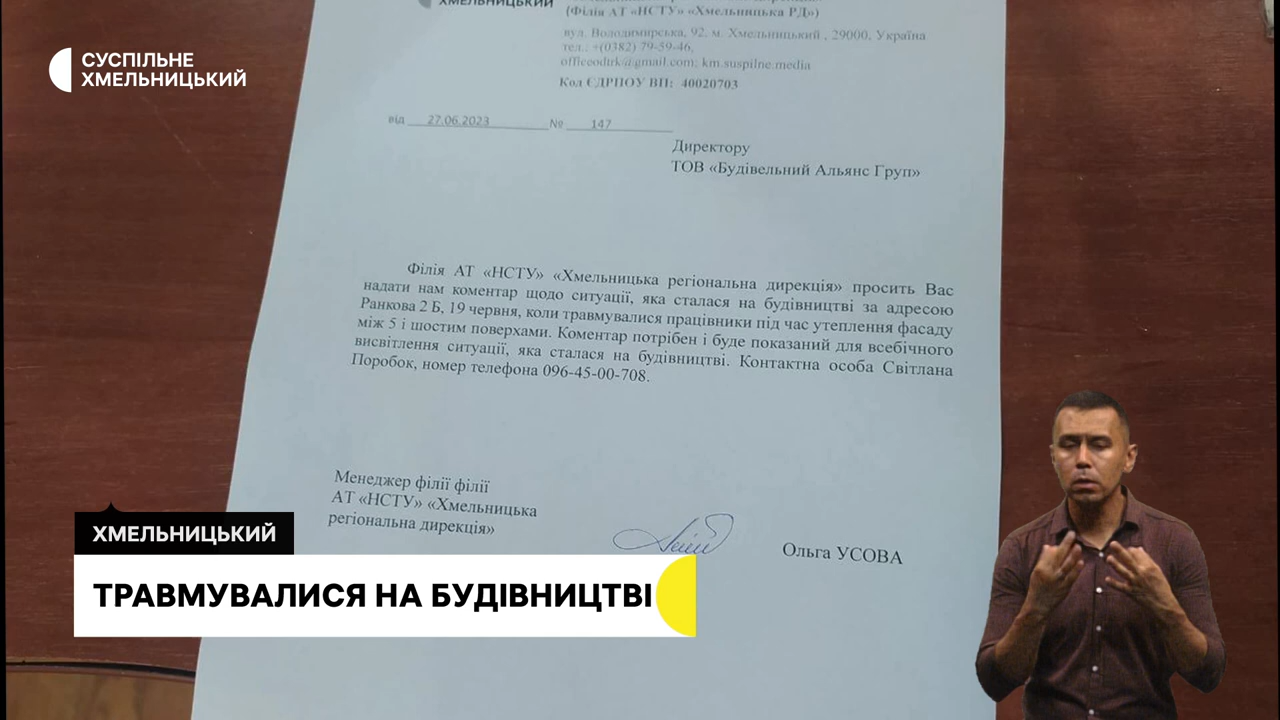 СУСПІЛЬНЕ
ХМЕЛЬНИЦЬКИЙ
ХМЕЛЬНИЦЬКИЙ
(Філія АТ «НСТУ» «Хмельницька РД»)
вул. Володимирська, 92, м. Хмельницький , 29000, Україна
тел.: +(0382) 79-59-46,
officeodtrk@gmail.com; km.suspilne.media
Код ЄДРПОУ ВП: 40020703
від 27.06.2023 № 147
Директору
ТОВ «Будівельний Альянс Груп»
Філія АТ «НСТУ» «Хмельницька регіональна дирекція» просить Вас
надати нам коментар щодо ситуації, яка сталася на будівництві за адресою
Ранкова 2 Б, 19 червня, коли травмувалися працівники під час утеплення фасаду
між 5 і шостим поверхами. Коментар потрібен і буде показаний для всебічного
висвітлення ситуації, яка сталася на будівництві. Контактна особа Світлана
Поробок, номер телефона 096-45-00-708.
Менеджер філії філії
АТ «НСТУ» «Хмельницька
регіональна дирекція»
Ольга УСОВА
ХМЕЛЬНИЦЬКИЙ
ТРАВМУВАЛИСЯ НА БУДІВНИЦТВІ